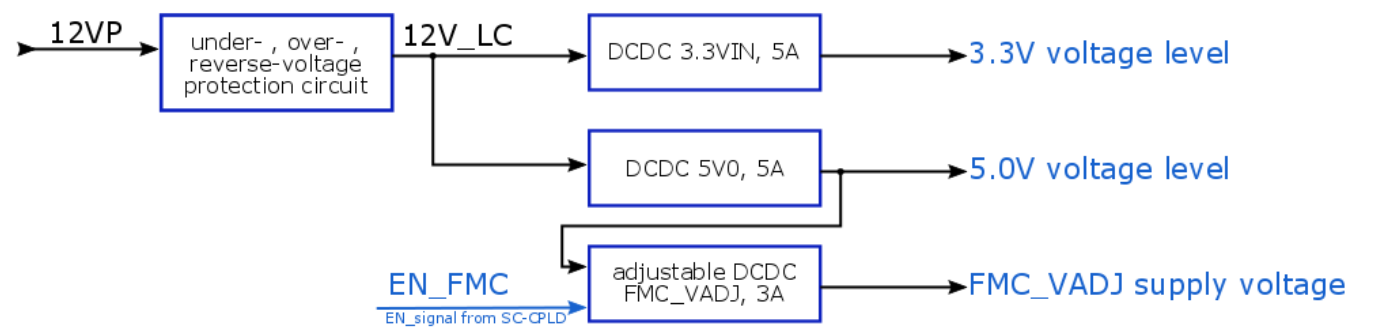 12VP
under- , over- ,
reverse-voltage
protection circuit
12V_LC
DCDC 3.3VIN, 5A
3.3V voltage level
DCDC 5V0, 5A
5.0V voltage level
EN_FMC
EN_signal from SC-CPLD
adjustable DCDC
FMC_VADJ, 3A
FMC_VADJ supply voltage